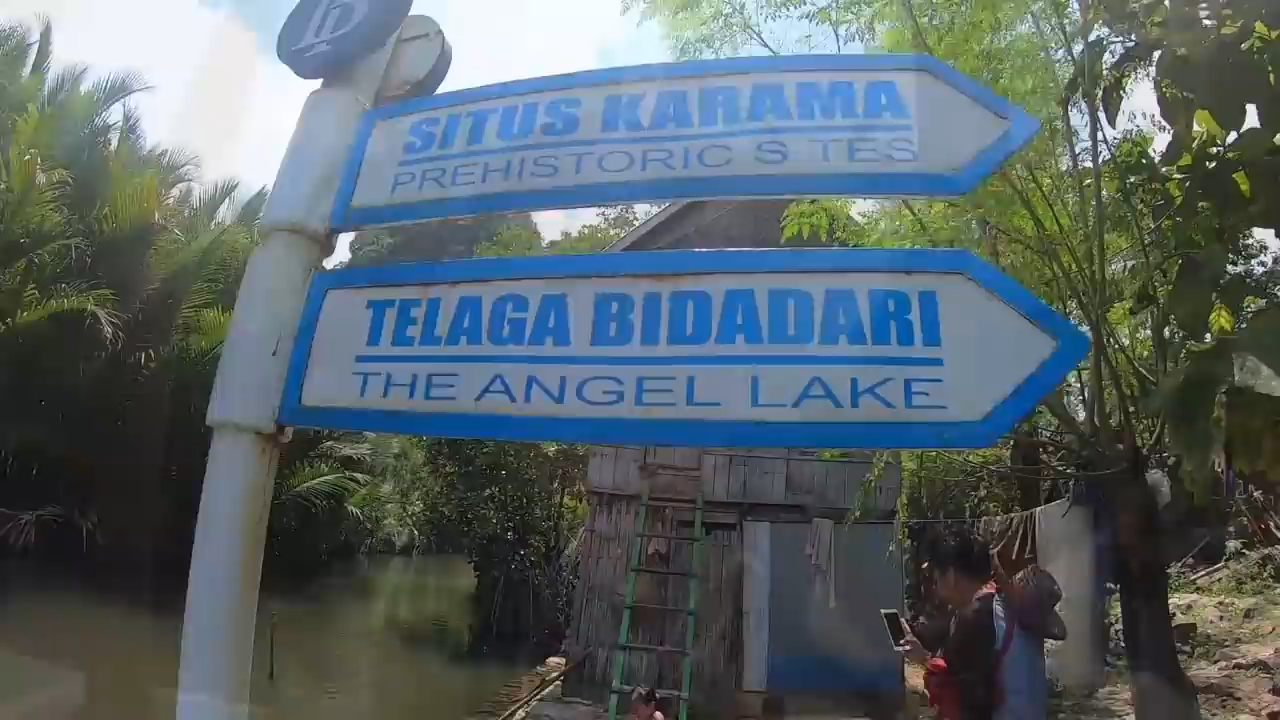 SITUS KARAMA
PREHISTORIC S TES
TELAGA BIDADARI
THE ANGEL LAKE